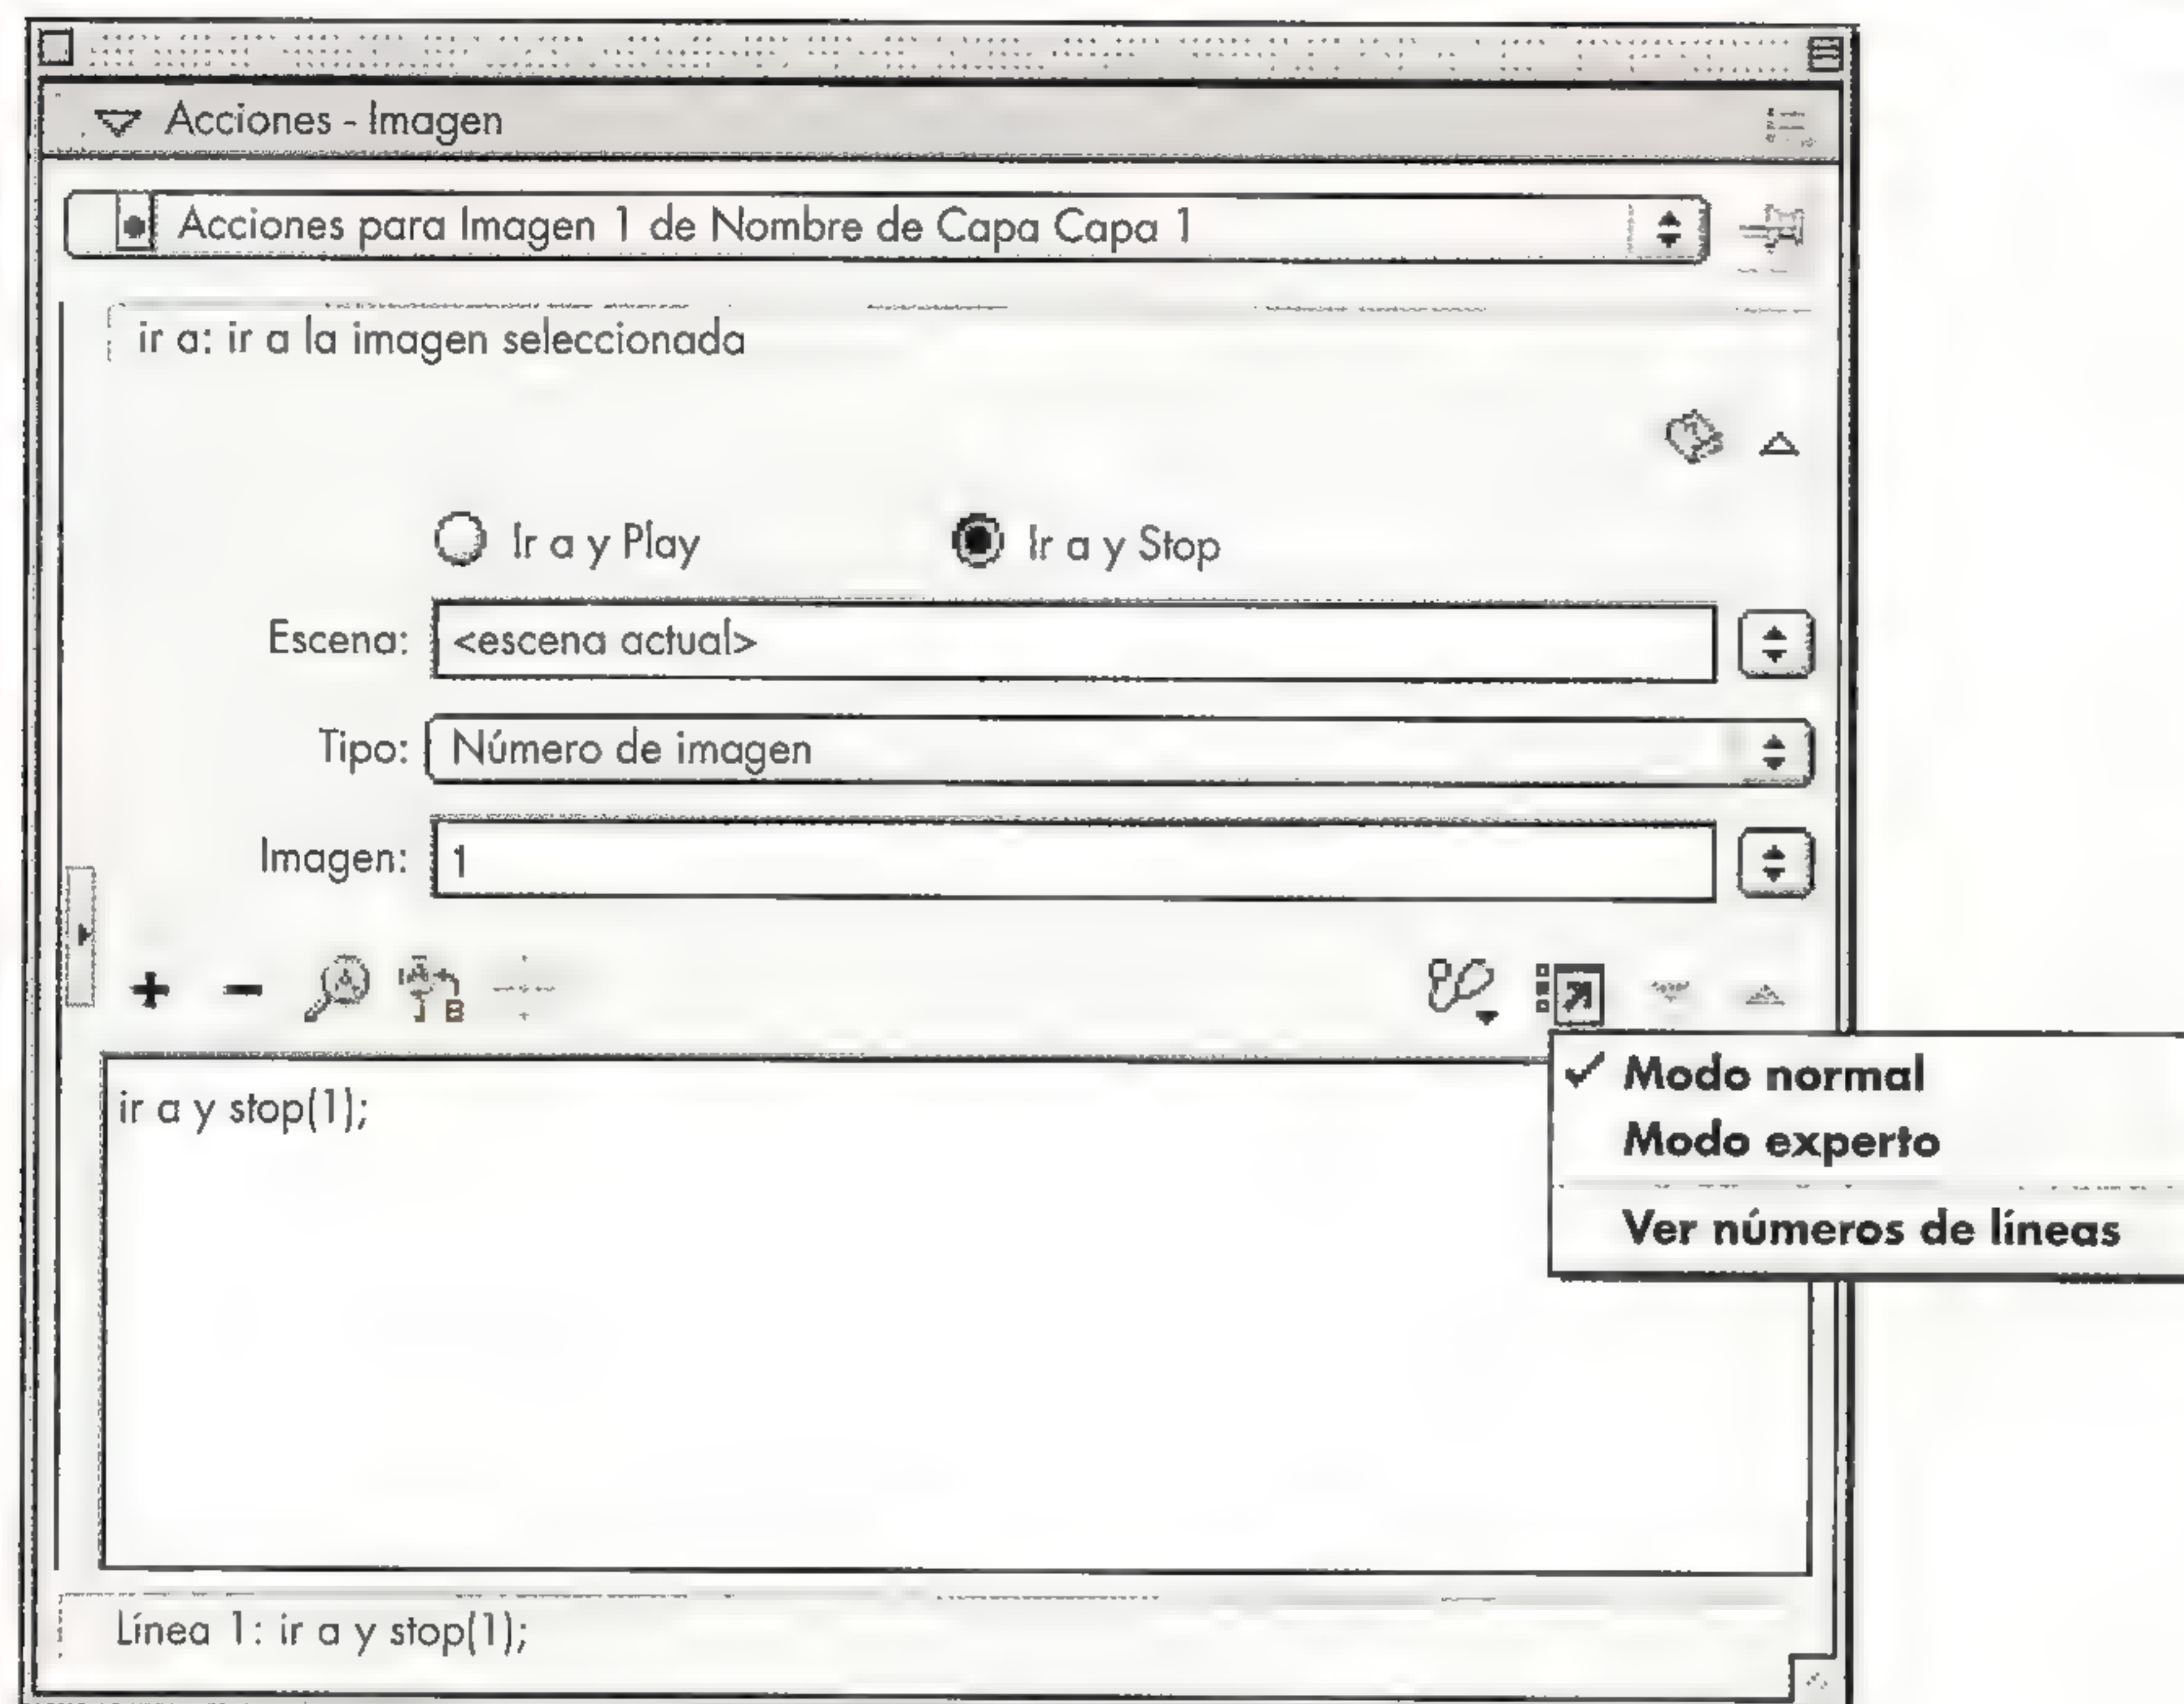 Acciones - Imagen
Acciones para Imagen 1 de Nombre de Capa Capa 1
ir a: ir a la imagen seleccionada
Ir a y Play
Ir a y Stop
Escena: <escena actual>
Tipo: Número de imagen
Imagen: 1
ir a y stop(1);
Modo normal
Modo experto
Ver números de líneas
Línea 1: ir a y stop(1);